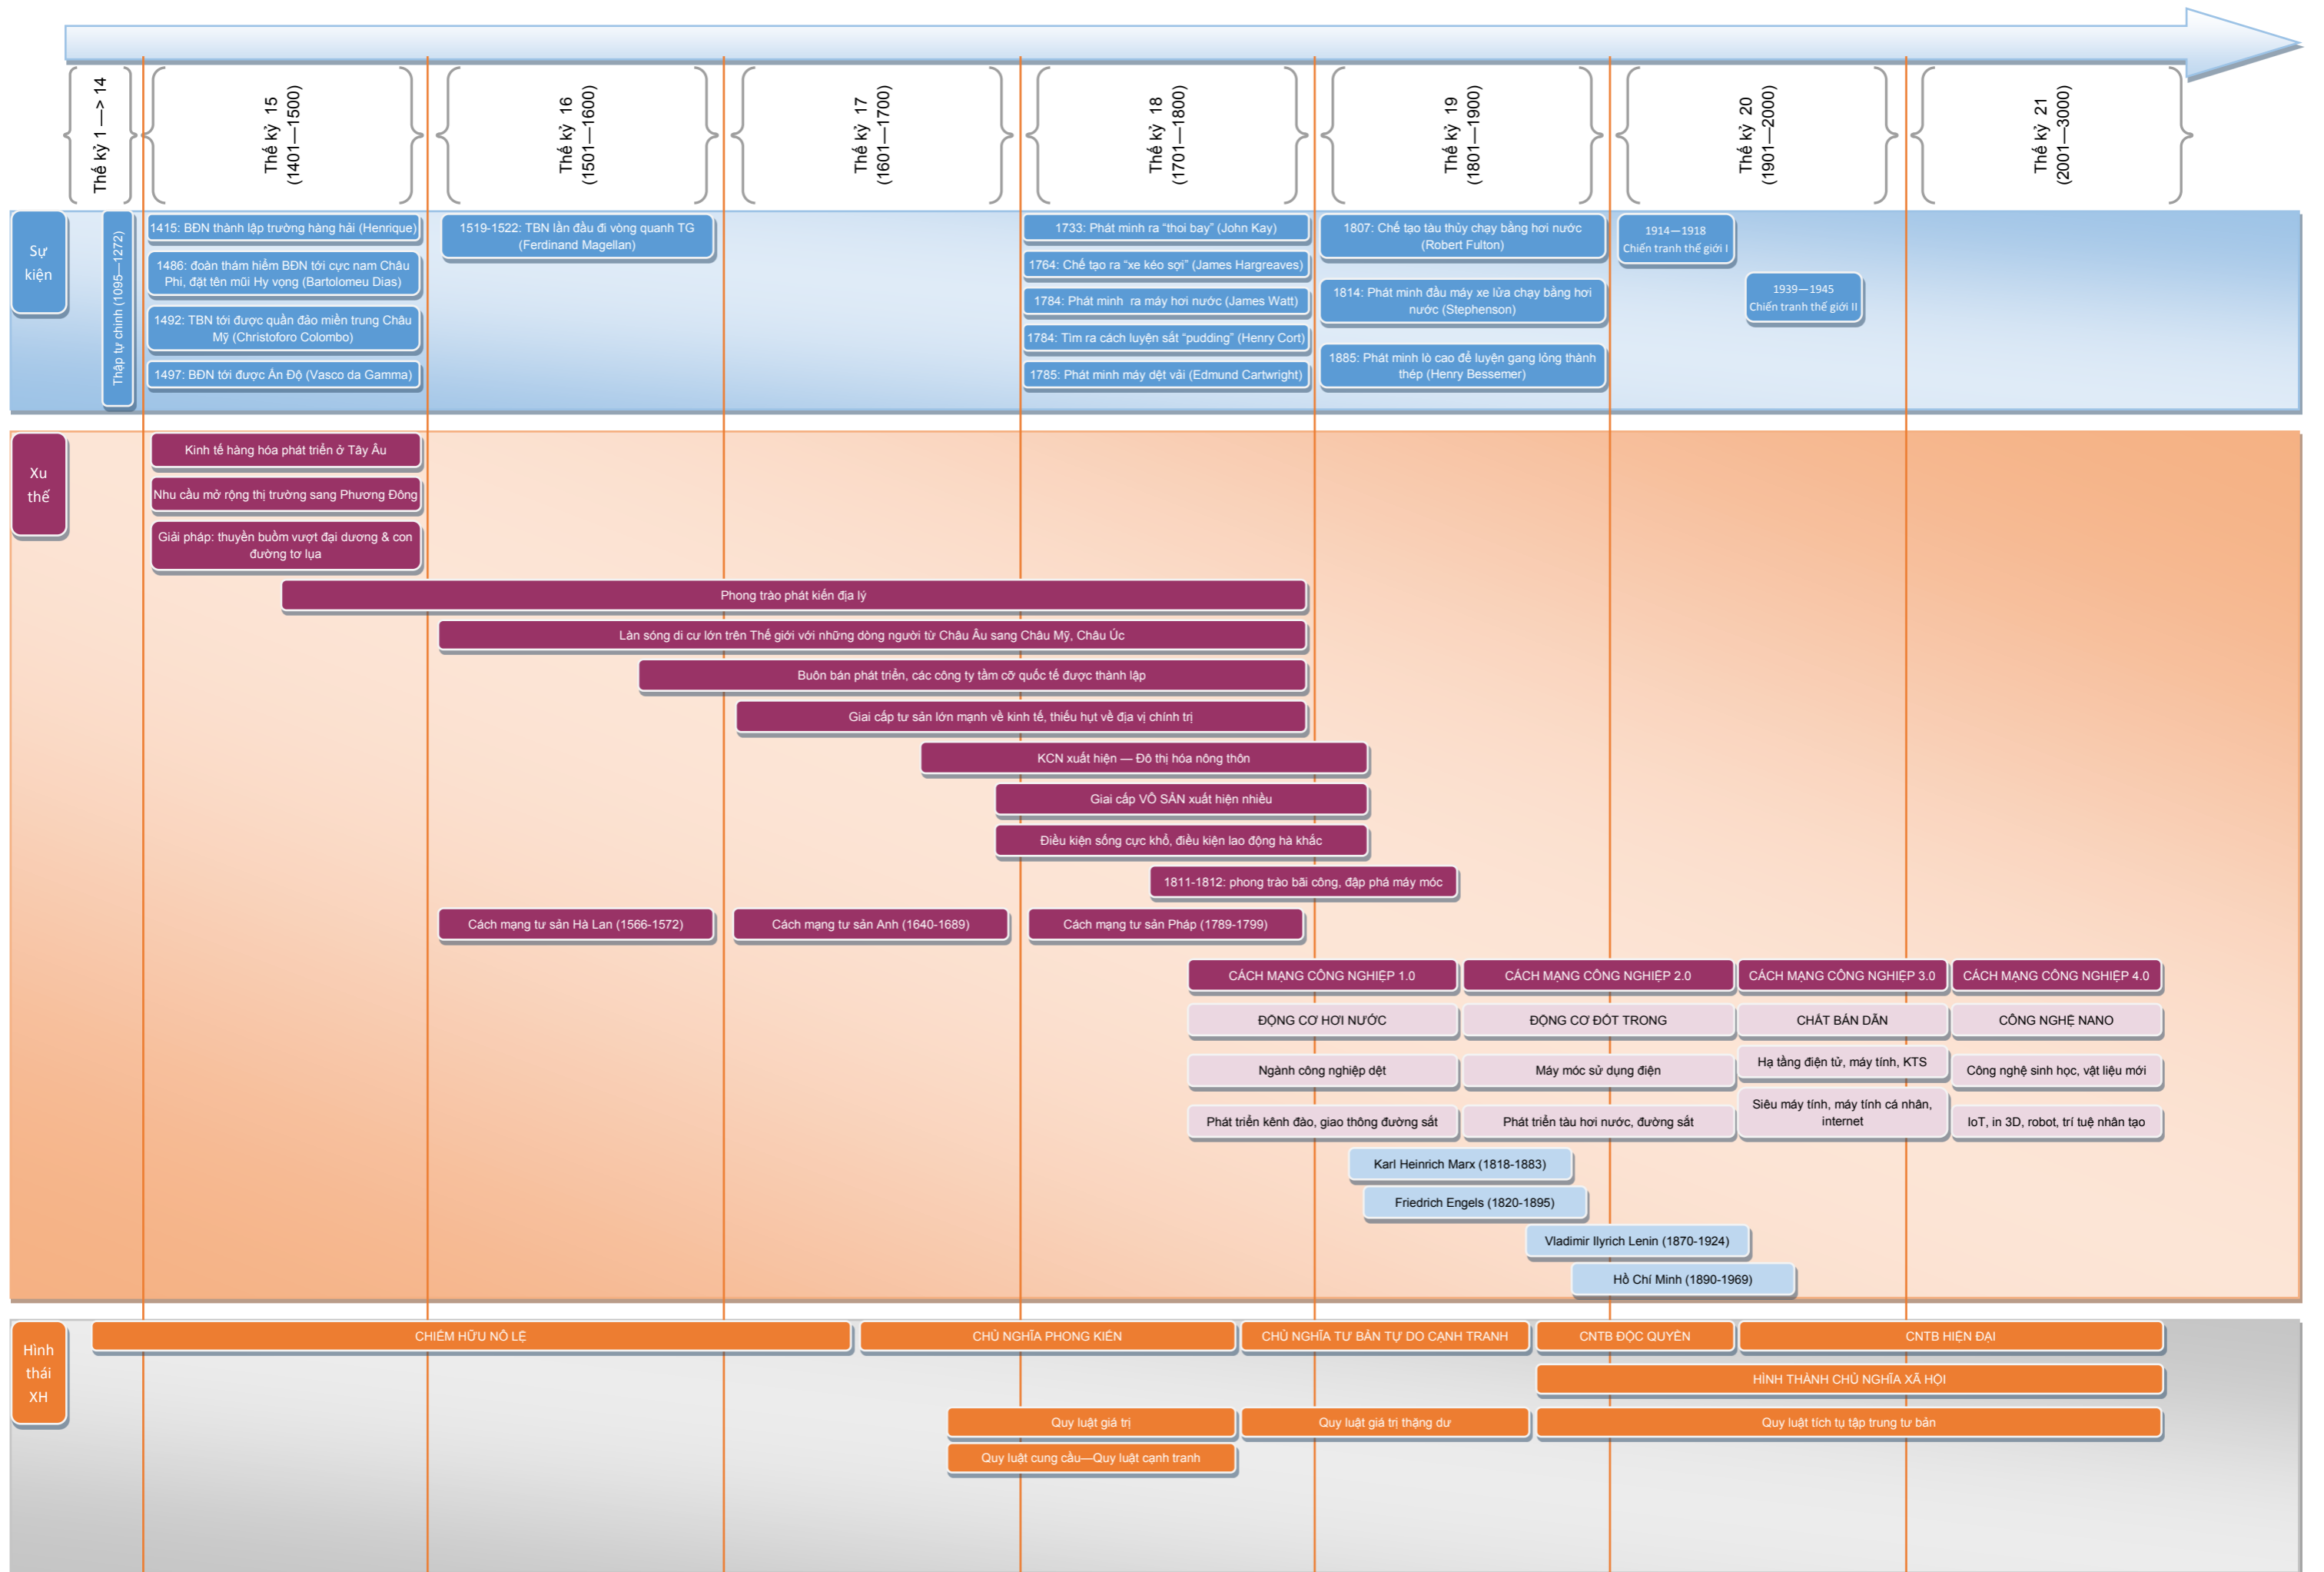 Thế kỷ 1 —> 14
Thế kỷ 15
(1401—1500)
Thế kỷ 16
(1501—1600)
Thế kỷ 17
(1601—1700)
Thế kỷ 18
(1701—1800)
Thế kỷ 19
(1801—1900)
Thế kỷ 20
(1901—2000)
Thế kỷ 21
(2001—3000)
Sự
kiện
Thập tự chinh (1095—1272)
1415: BĐN thành lập trường hàng hải (Henrique)
1486: đoàn thám hiểm BĐN tới cực nam Châu
Phi, đặt tên mũi Hy vọng (Bartolomeu Dias)
1492: TBN tới được quần đảo miền trung Châu
Mỹ (Christoforo Colombo)
1497: BĐN tới được Ấn Độ (Vasco da Gamma)
1519-1522: TBN lần đầu đi vòng quanh TG
(Ferdinand Magellan)
1733: Phát minh ra “thoi bay” (John Kay)
1764: Chế tạo ra “xe kéo sợi” (James Hargreaves)
1784: Phát minh ra máy hơi nước (James Watt)
1784: Tìm ra cách luyện sắt “pudding” (Henry Cort)
1785: Phát minh máy dệt vải (Edmund Cartwright)
1807: Chế tạo tàu thủy chạy bằng hơi nước
(Robert Fulton)
1814: Phát minh đầu máy xe lửa chạy bằng hơi
nước (Stephenson)
1885: Phát minh lò cao để luyện gang lỏng thành
thép (Henry Bessemer)
1914—1918
Chiến tranh thế giới I
1939—1945
Chiến tranh thế giới II
Xu
thế
Kinh tế hàng hóa phát triển ở Tây Âu
Nhu cầu mở rộng thị trường sang Phương Đông
Giải pháp: thuyền buồm vượt đại dương & con
đường tơ lụa
Phong trào phát kiến địa lý
Làn sóng di cư lớn trên Thế giới với những dòng người từ Châu Âu sang Châu Mỹ, Châu Úc
Buôn bán phát triển, các công ty tầm cỡ quốc tế được thành lập
Giai cấp tư sản lớn mạnh về kinh tế, thiếu hụt về địa vị chính trị
KCN xuất hiện — Đô thị hóa nông thôn
Giai cấp VÔ SẢN xuất hiện nhiều
Điều kiện sống cực khổ, điều kiện lao động hà khắc
1811-1812: phong trào bãi công, đập phá máy móc
Cách mạng tư sản Hà Lan (1566-1572)
Cách mạng tư sản Anh (1640-1689)
Cách mạng tư sản Pháp (1789-1799)
CÁCH MẠNG CÔNG NGHIỆP 1.0
CÁCH MẠNG CÔNG NGHIỆP 2.0
CÁCH MẠNG CÔNG NGHIỆP 3.0
CÁCH MẠNG CÔNG NGHIỆP 4.0
ĐỘNG CƠ HƠI NƯỚC
ĐỘNG CƠ ĐỐT TRONG
CHẤT BÁN DẪN
CÔNG NGHỆ NANO
Ngành công nghiệp dệt
Máy móc sử dụng điện
Hạ tầng điện tử, máy tính, KTS
Công nghệ sinh học, vật liệu mới
Phát triển kênh đào, giao thông đường sắt
Phát triển tàu hơi nước, đường sắt
Siêu máy tính, máy tính cá nhân,
internet
IoT, in 3D, robot, trí tuệ nhân tạo
Karl Heinrich Marx (1818-1883)
Friedrich Engels (1820-1895)
Vladimir Ilyrich Lenin (1870-1924)
Hồ Chí Minh (1890-1969)
Hình
thái
XH
CHIẾM HỮU NÔ LỆ
CHỦ NGHĨA PHONG KIẾN
CHỦ NGHĨA TƯ BẢN TỰ DO CẠNH TRANH
CNTB ĐỘC QUYỀN
CNTB HIỆN ĐẠI
HÌNH THÀNH CHỦ NGHĨA XÃ HỘI
Quy luật giá trị
Quy luật giá trị thặng dư
Quy luật tích tụ tập trung tư bản
Quy luật cung cầu—Quy luật cạnh tranh